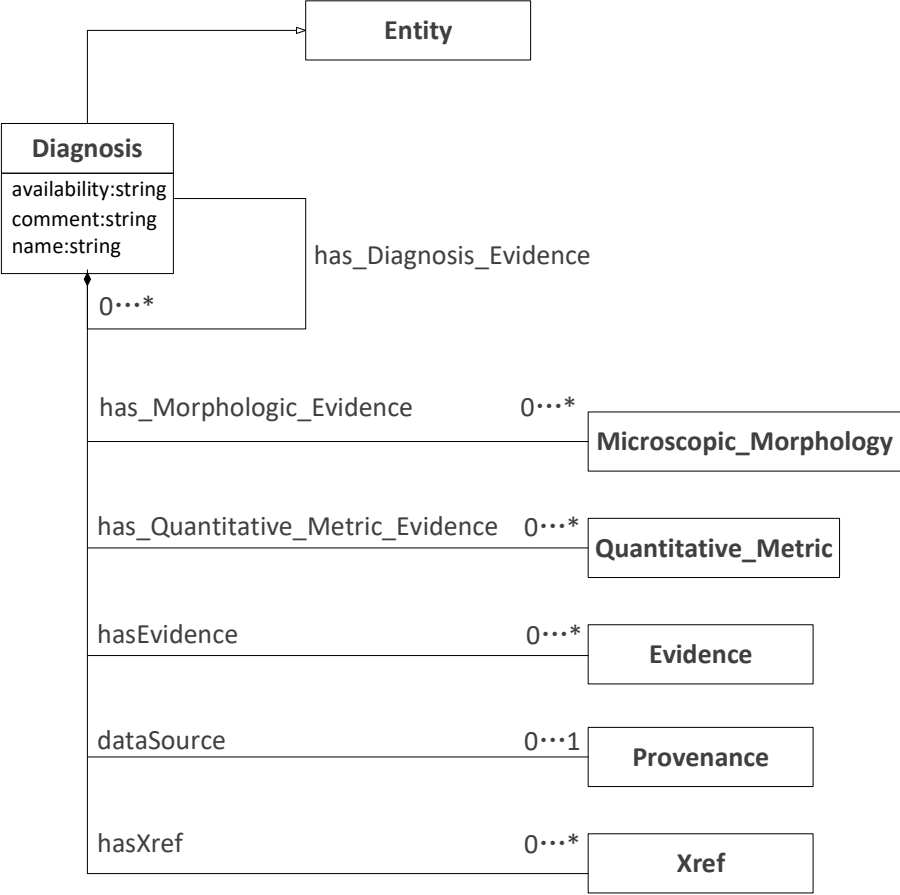 Entity
Diagnosis
availability:string
comment:string
name:string
has_Diagnosis_Evidence
0···*
has_Morphologic_Evidence 0···*
Microscopic_Morphology
has_Quantitative_Metric_Evidence 0···*
Quantitative_Metric
hasEvidence 0···*
Evidence
dataSource 0···1
Provenance
hasXref 0···*
Xref